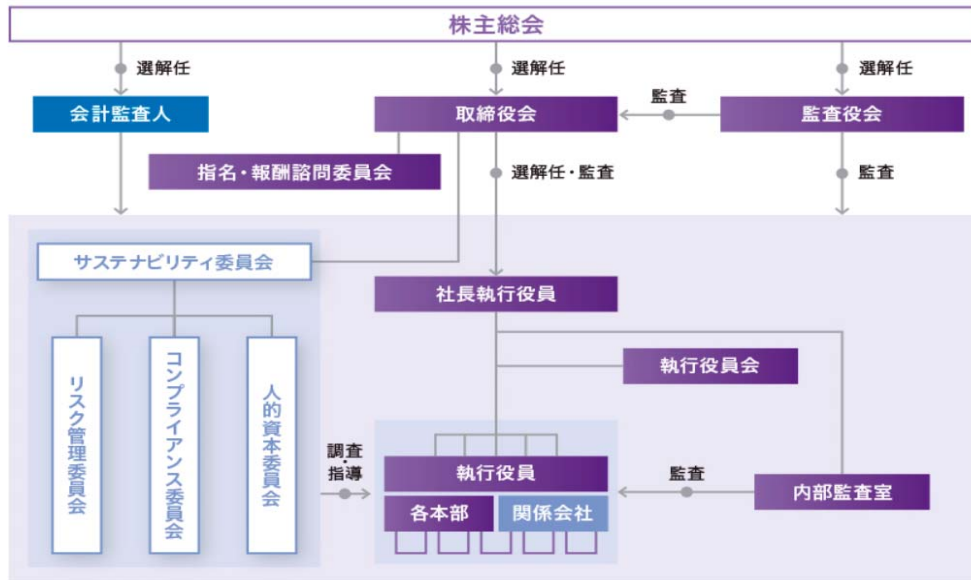 株主総会
選解任
選解任
選解任
会計監査人
取締役会
監査
監査役会
指名・報酬諮問委員会
選解任・監査
監査
サステナビリティ委員会
社長執行役員
リスク管理委員会
コンプライアンス委員会
人的資本委員会
執行役員会
調査
・
指導
執行役員
監査
内部監査室
各本部
関係会社